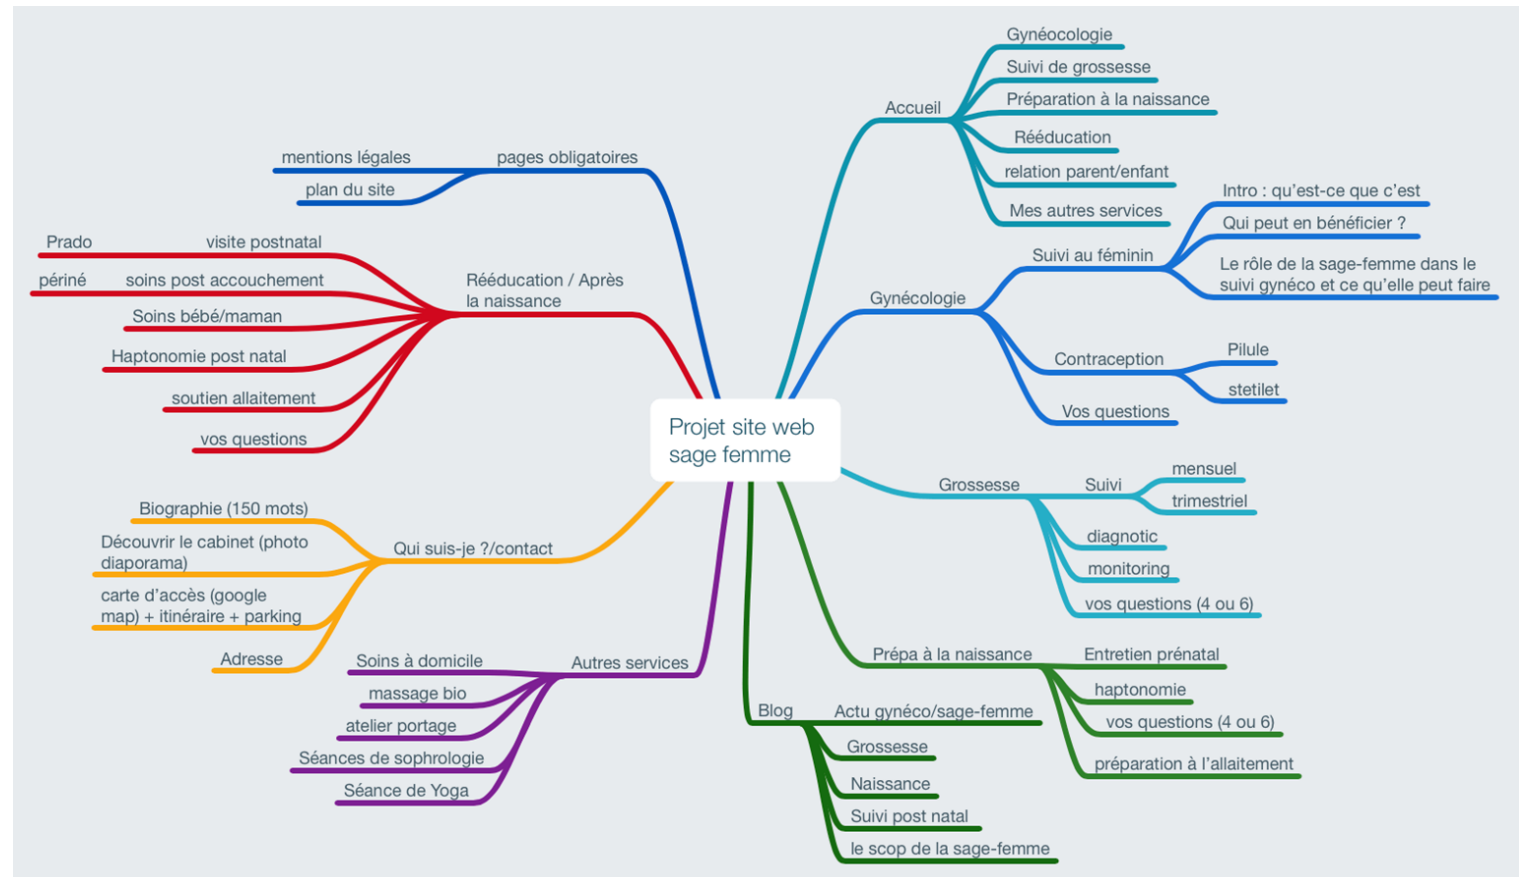 Projet site web
sage femme
Accueil
Gynéocologie
Suivi de grossesse
Préparation à la naissance
Rééducation
relation parent/enfant
Mes autres services
Gynécologie
Suivi au féminin
Intro : qu'est-ce que c'est
Qui peut en bénéficier ?
Le rôle de la sage-femme dans le
suivi gynéco et ce qu'elle peut faire
Contraception
Pilule
stetilet
Vos questions
Grossesse
Suivi
mensuel
trimestriel
diagnotic
monitoring
vos questions (4 ou 6)
Prépa à la naissance
Entretien prénatal
haptonomie
vos questions (4 ou 6)
préparation à l'allaitement
Blog
Actu gynéco/sage-femme
Grossesse
Naissance
Suivi post natal
le scop de la sage-femme
pages obligatoires
mentions légales
plan du site
Rééducation / Après
la naissance
visite postnatal
Prado
soins post accouchement
périné
Soins bébé/maman
Haptonomie post natal
soutien allaitement
vos questions
Qui suis-je ?/contact
Biographie (150 mots)
Découvrir le cabinet (photo
diaporama)
carte d'accès (google
map) + itinéraire + parking
Adresse
Autres services
Soins à domicile
massage bio
atelier portage
Séances de sophrologie
Séance de Yoga